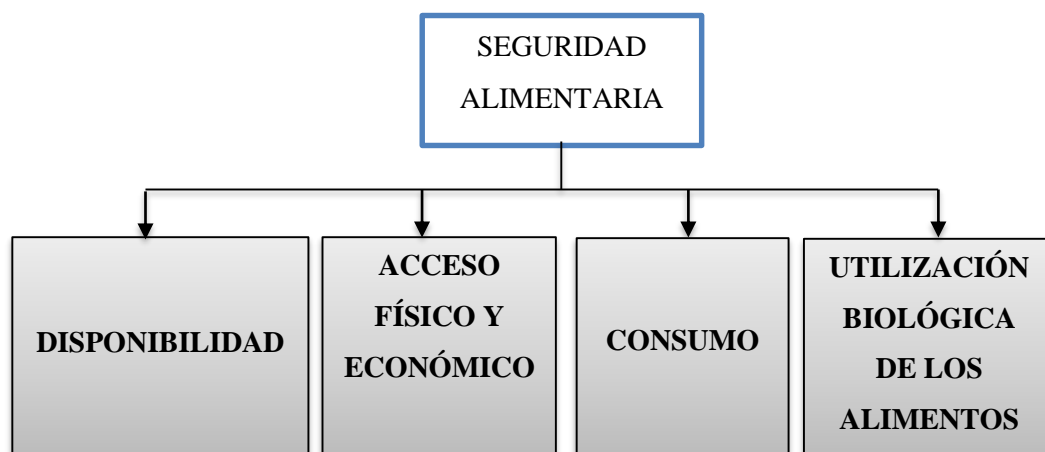 SEGURIDAD
ALIMENTARIA
DISPONIBILIDAD
ACCESO
FÍSICO Y
ECONÓMICO
CONSUMO
UTILIZACIÓN
BIOLÓGICA
DE LOS
ALIMENTOS